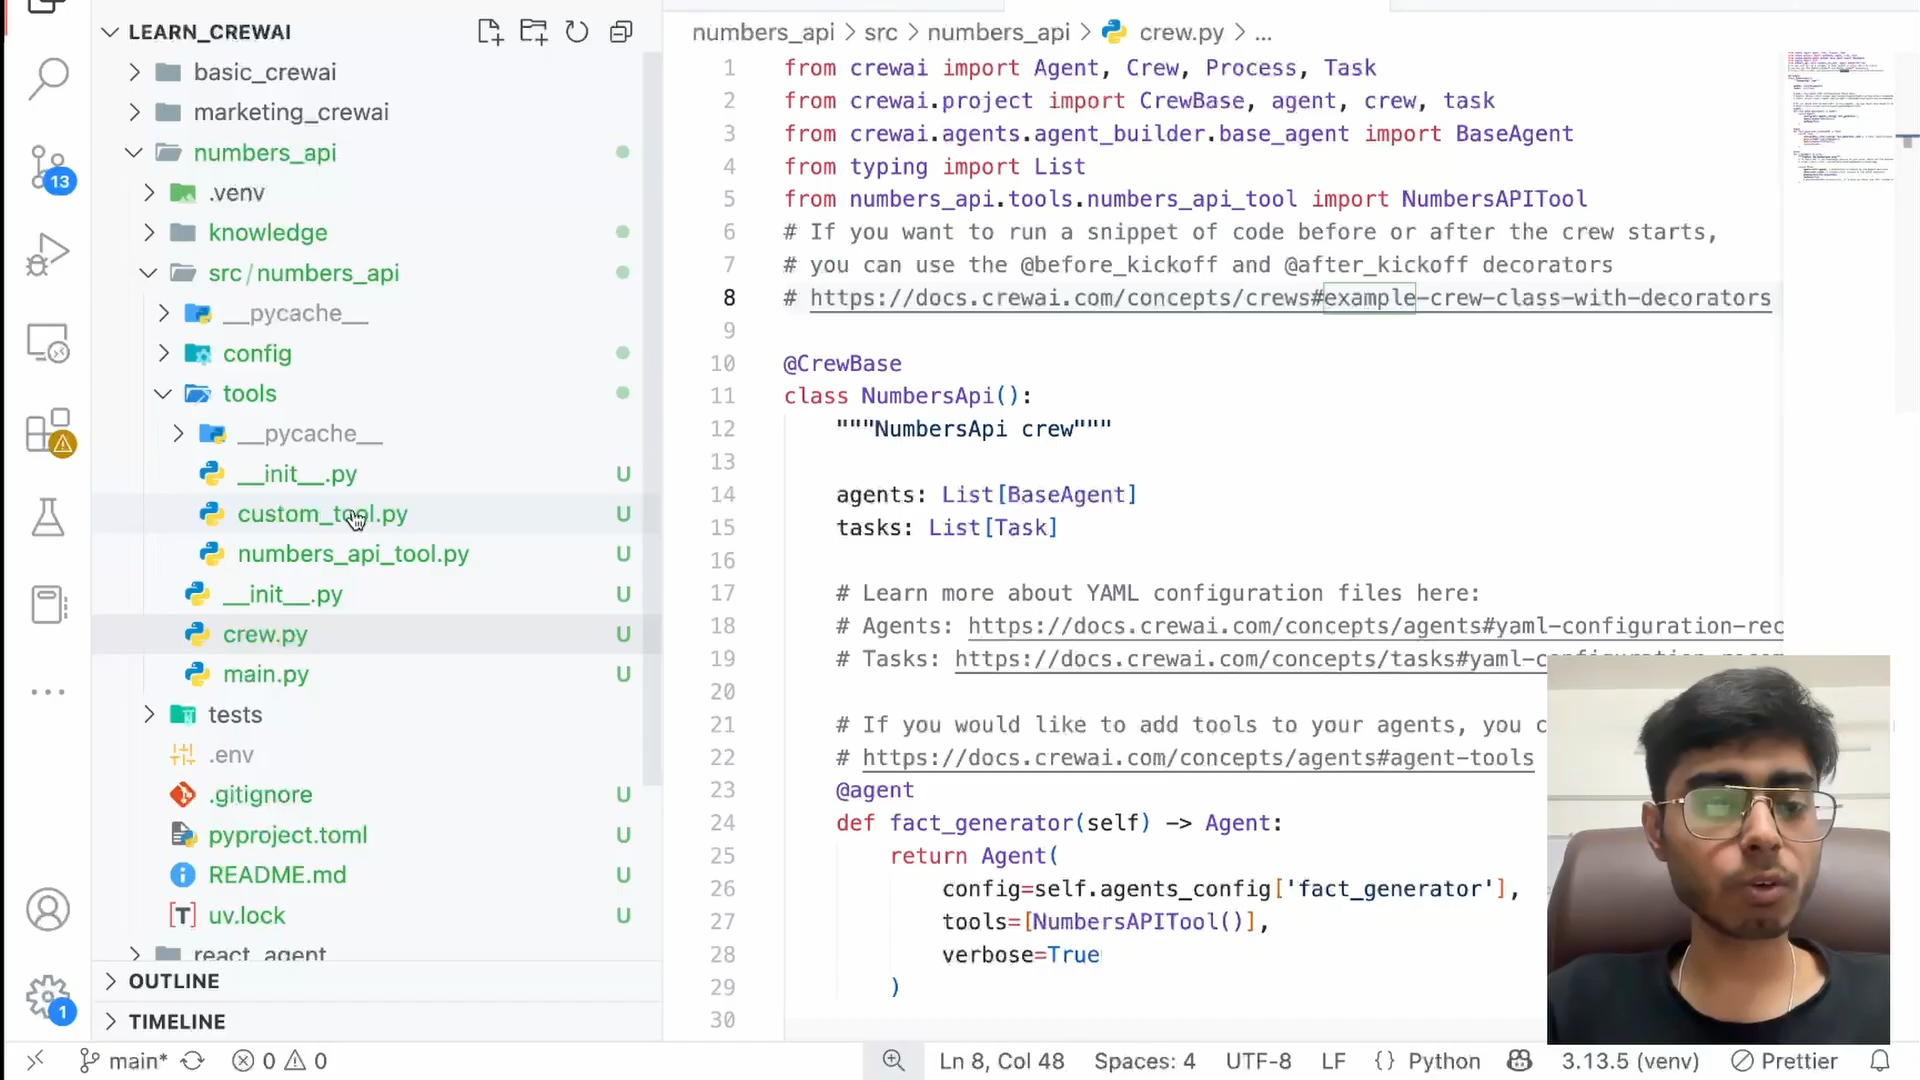 LEARN_CREWAI
basic_crewai
marketing_crewai
numbers_api
.venv
knowledge
src/numbers_api
__pycache__
config
tools
__pycache__
__init__.py U
custom_tool.py U
numbers_api_tool.py U
__init__.py U
crew.py U
main.py U
tests
.env
.gitignore U
pyproject.toml U
README.md U
uv.lock U
react_agent
OUTLINE
TIMELINE
13
1
numbers_api > src > numbers_api > crew.py > ...
1 from crewai import Agent, Crew, Process, Task
2 from crewai.project import CrewBase, agent, crew, task
3 from crewai.agents.agent_builder.base_agent import BaseAgent
4 from typing import List
5 from numbers_api.tools.numbers_api_tool import NumbersAPITool
6 # If you want to run a snippet of code before or after the crew starts,
7 # you can use the @before_kickoff and @after_kickoff decorators
8 # https://docs.crewai.com/concepts/crews#example-crew-class-with-decorators
9
10 @CrewBase
11 class NumbersApi():
12 """NumbersApi crew"""
13
14 agents: List[BaseAgent]
15 tasks: List[Task]
16
17 # Learn more about YAML configuration files here:
18 # Agents: https://docs.crewai.com/concepts/agents#yaml-configuration-rec
19 # Tasks: https://docs.crewai.com/concepts/tasks#yaml-configuration-recom
20
21 # If you would like to add tools to your agents, you c
22 # https://docs.crewai.com/concepts/agents#agent-tools
23 @agent
24 def fact_generator(self) -> Agent:
25 return Agent(
26 config=self.agents_config['fact_generator'],
27 tools=[NumbersAPITool()],
28 verbose=True
29 )
30
main* 0 0 Ln 8, Col 48 Spaces: 4 UTF-8 LF {} Python 3.13.5 (venv) Prettier